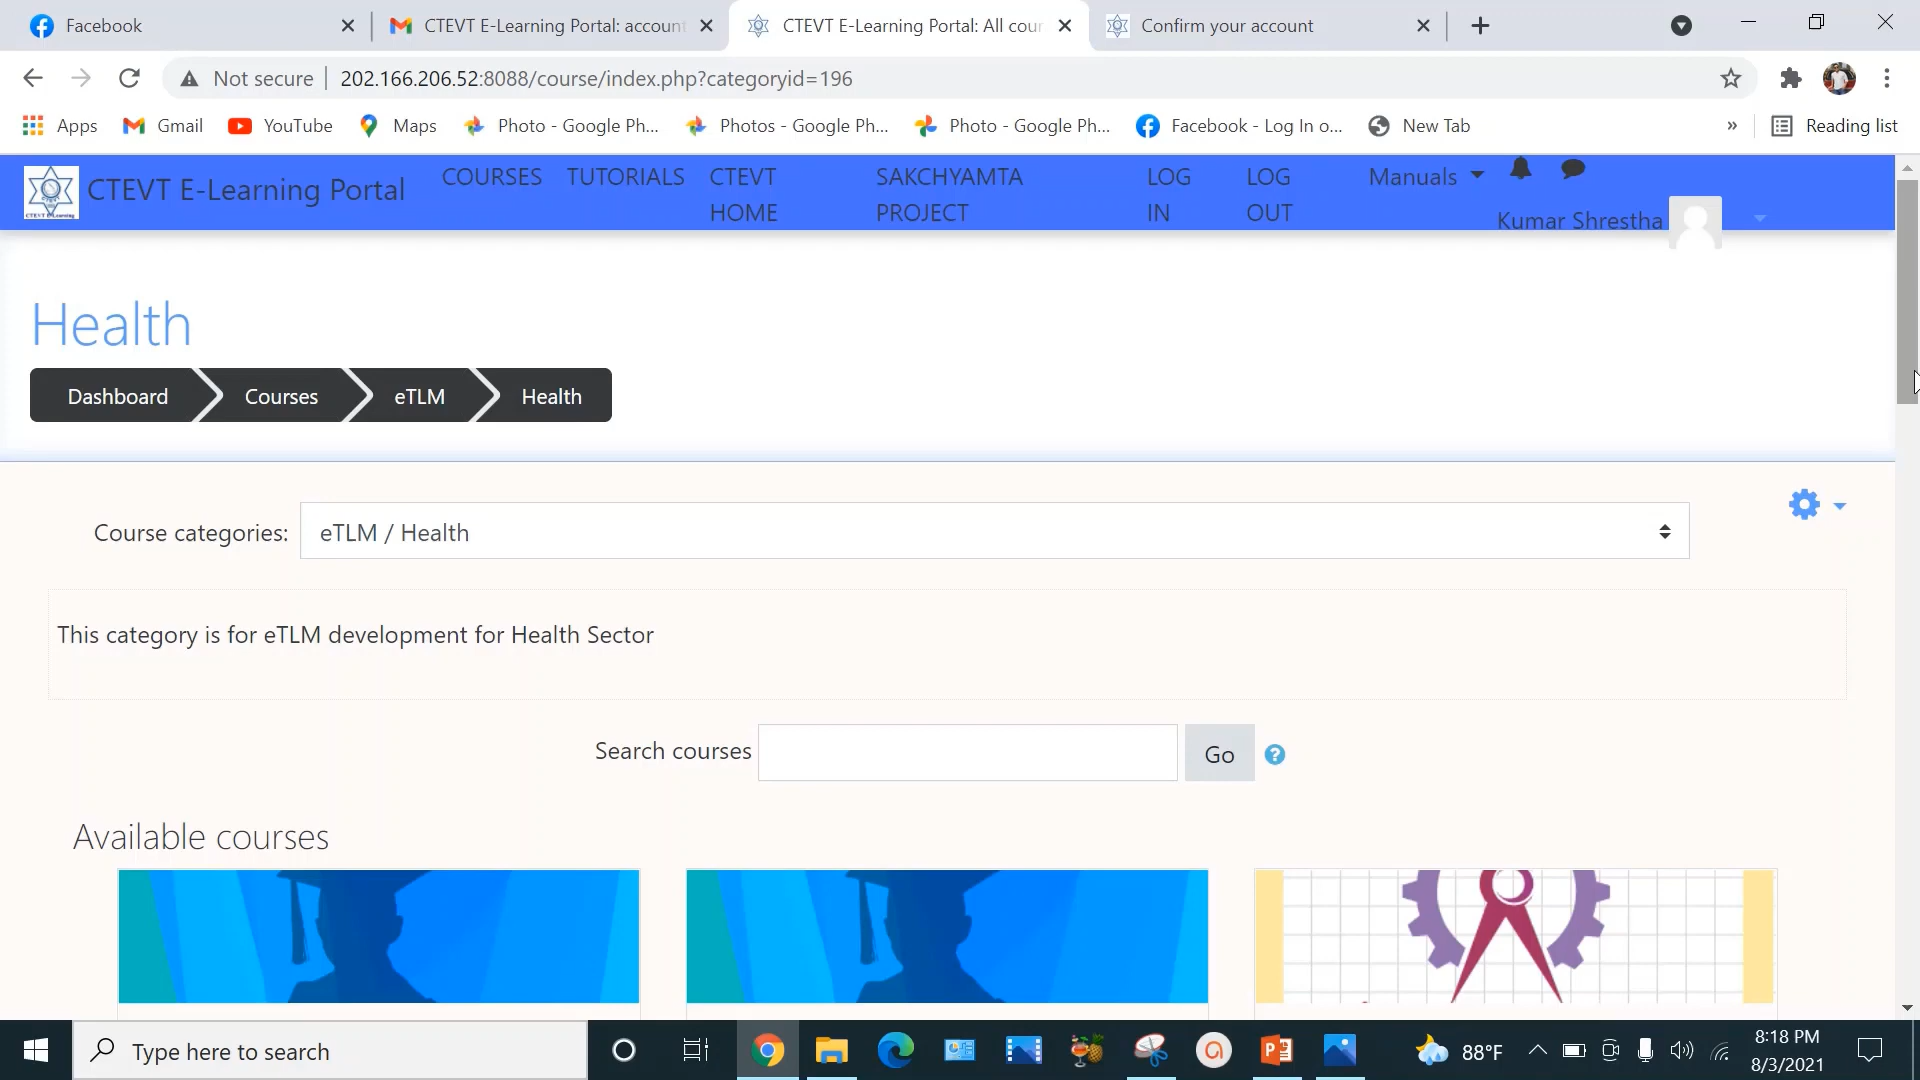 Facebook
CTEVT E-Learning Portal: account
CTEVT E-Learning Portal: All cour
Confirm your account
Not secure
202.166.206.52:8088/course/index.php?categoryid=196
Apps
Gmail
YouTube
Maps
Photo - Google Ph...
Photos - Google Ph...
Photo - Google Ph...
Facebook - Log In o...
New Tab
»
Reading list
CTEVT E-Learning Portal
COURSES
TUTORIALS
CTEVT
HOME
SAKCHYAMTA
PROJECT
LOG
IN
LOG
OUT
Manuals
Kumar Shrestha
Health
Dashboard
Courses
eTLM
Health
Course categories:
eTLM / Health
This category is for eTLM development for Health Sector
Search courses
Go
?
Available courses
Type here to search
88°F
8:18 PM
8/3/2021